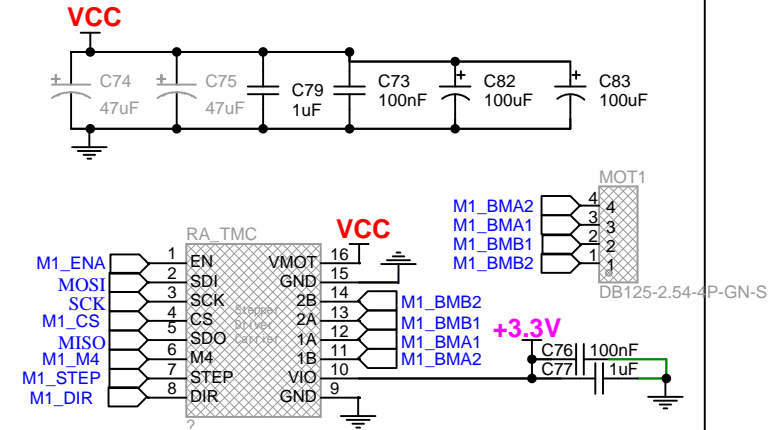 VCC
C74
47uF
C75
47uF
C79
1uF
C73
100nF
C82
100uF
C83
100uF
MOT1
M1_BMA2 4 4
M1_BMA1 3 3
M1_BMB1 2 2
M1_BMB2 1 1
DB125-2.54-4P-GN-S
RA_TMC
VCC
M1_ENA 1 EN
MOSI 2 SDI
SCK 3 SCK
M1_CS 4 CS
MISO 5 SDO
M1_M4 6 M4
M1_STEP 7 STEP
M1_DIR 8 DIR
Stepper
Driver
Carrier
VMOT 16
GND 15
2B 14 M1_BMB2
2A 13 M1_BMB1
1A 12 M1_BMA1
1B 11 M1_BMA2
VIO 10
GND 9
?
+3.3V
C76 100nF
C77 1uF